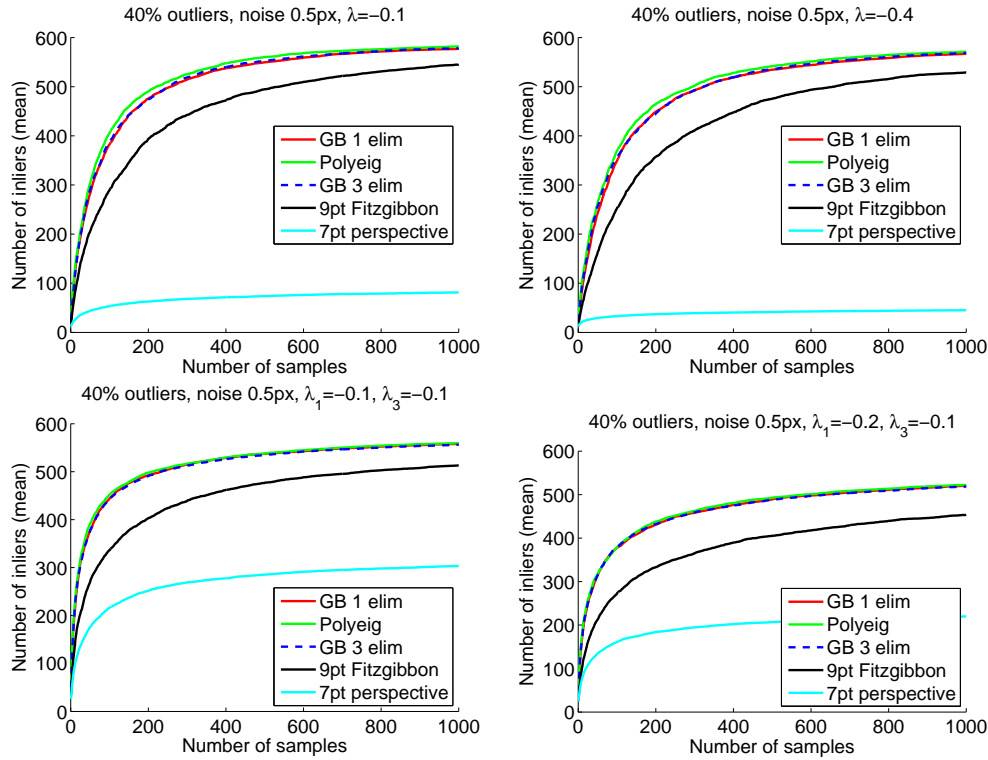 40% outliers, noise 0.5px, λ=−0.1
Number of inliers (mean)
600
500
400
300
200
100
0
GB 1 elim
Polyeig
GB 3 elim
9pt Fitzgibbon
7pt perspective
0 200 400 600 800 1000
Number of samples
40% outliers, noise 0.5px, λ=−0.4
Number of inliers (mean)
600
500
400
300
200
100
0
GB 1 elim
Polyeig
GB 3 elim
9pt Fitzgibbon
7pt perspective
0 200 400 600 800 1000
Number of samples
40% outliers, noise 0.5px, λ₁=−0.1, λ₃=−0.1
Number of inliers (mean)
600
500
400
300
200
100
0
GB 1 elim
Polyeig
GB 3 elim
9pt Fitzgibbon
7pt perspective
0 200 400 600 800 1000
Number of samples
40% outliers, noise 0.5px, λ₁=−0.2, λ₃=−0.1
Number of inliers (mean)
600
500
400
300
200
100
0
GB 1 elim
Polyeig
GB 3 elim
9pt Fitzgibbon
7pt perspective
0 200 400 600 800 1000
Number of samples